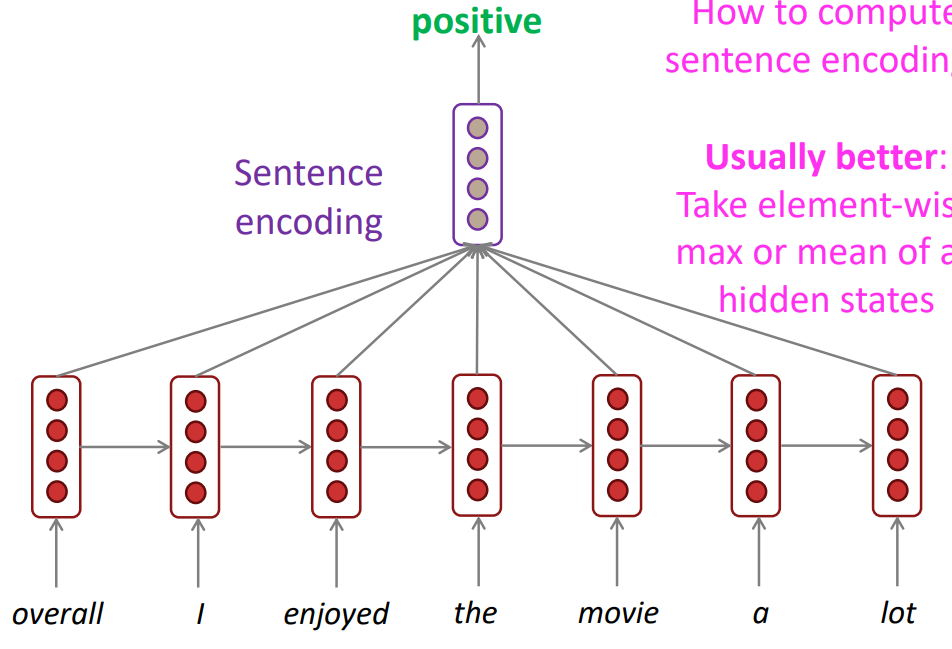 positive
How to compute
sentence encodin
Usually better:
Take element-wis
max or mean of a
hidden states
Sentence
encoding
overall I enjoyed the movie a lot